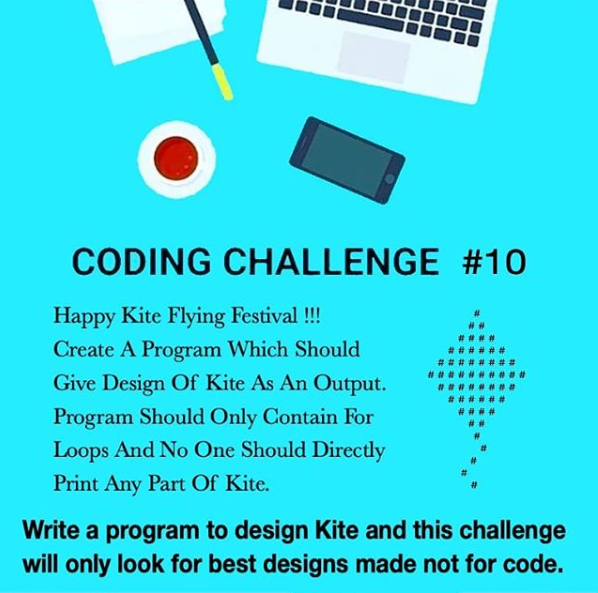 CODING CHALLENGE #10
Happy Kite Flying Festival !!!
Create A Program Which Should
Give Design Of Kite As An Output.
Program Should Only Contain For
Loops And No One Should Directly
Print Any Part Of Kite.
#
# #
# # # #
# # # # # #
# # # # # # # #
# # # # # # # # # #
# # # # # # # #
# # # # # #
# # # #
# #
#
#
#
#
#
Write a program to design Kite and this challenge
will only look for best designs made not for code.